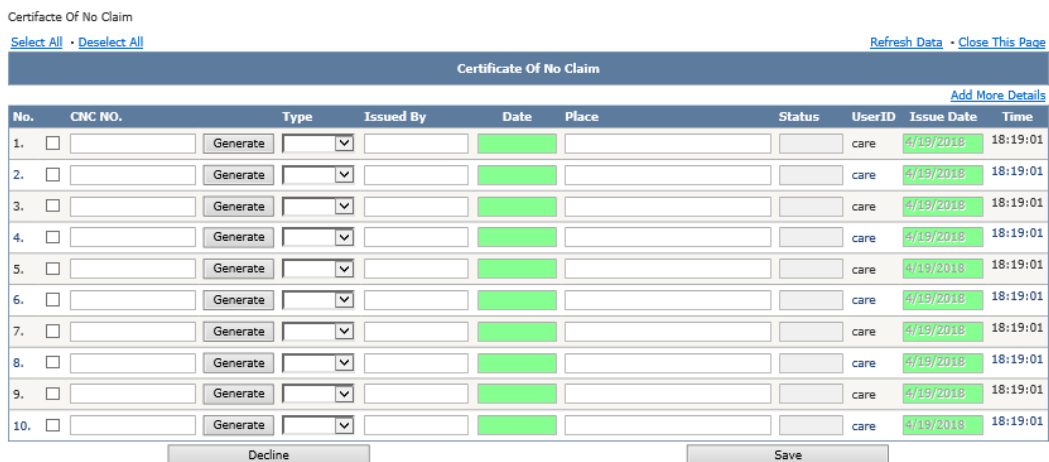 Certifacte Of No Claim
Select All • Deselect All Refresh Data • Close This Page
Certificate Of No Claim
Add More Details
No. CNC NO. Type Issued By Date Place Status UserID Issue Date Time
1. Generate care 4/19/2018 18:19:01
2. Generate care 4/19/2018 18:19:01
3. Generate care 4/19/2018 18:19:01
4. Generate care 4/19/2018 18:19:01
5. Generate care 4/19/2018 18:19:01
6. Generate care 4/19/2018 18:19:01
7. Generate care 4/19/2018 18:19:01
8. Generate care 4/19/2018 18:19:01
9. Generate care 4/19/2018 18:19:01
10. Generate care 4/19/2018 18:19:01
Decline Save